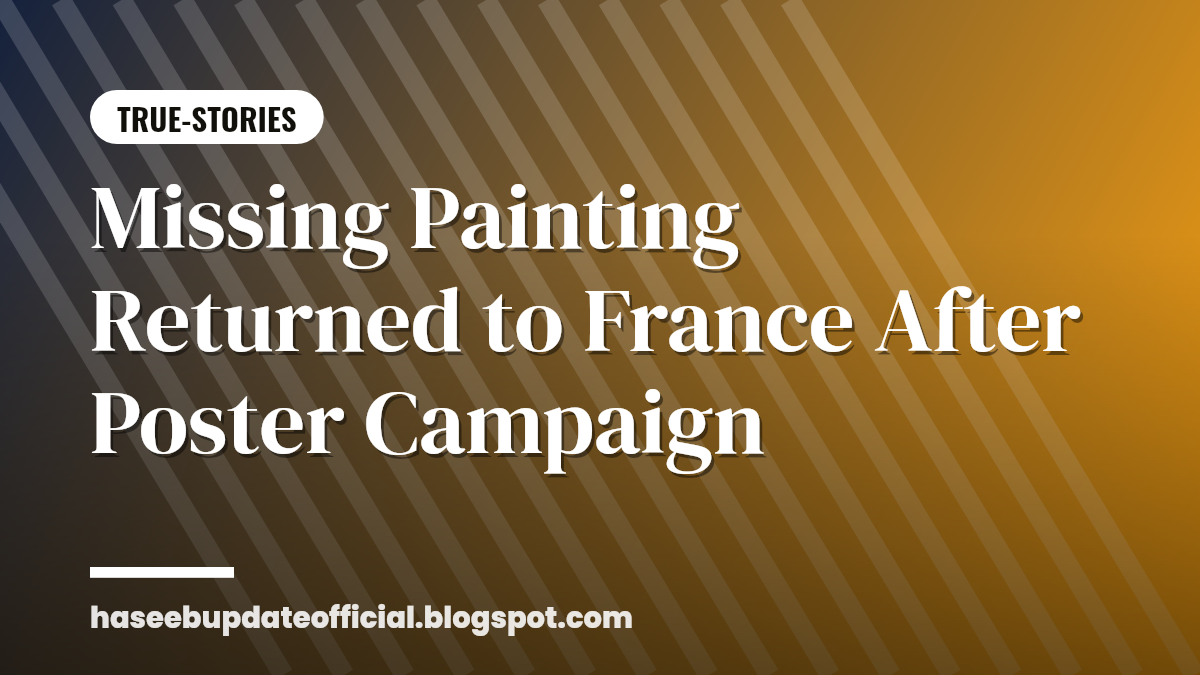 TRUE-STORIES
Missing Painting
Returned to France After
Poster Campaign
haseebupdateofficial.blogspot.com